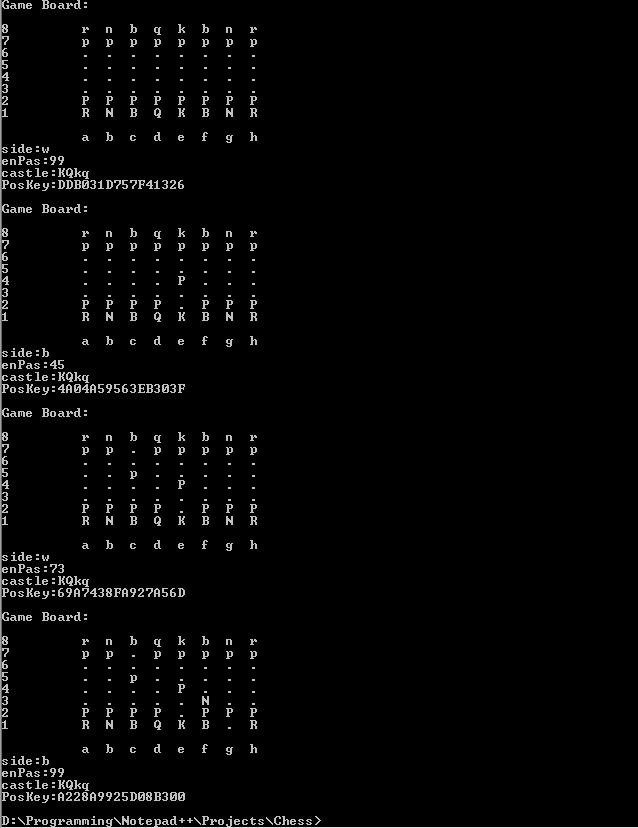 Game Board:
8 r n b q k b n r
7 p p p p p p p p
6 . . . . . . . .
5 . . . . . . . .
4 . . . . . . . .
3 . . . . . . . .
2 P P P P P P P P
1 R N B Q K B N R
a b c d e f g h
side:w
enPas:99
castle:KQkq
PosKey:DDB031D757F41326
Game Board:
8 r n b q k b n r
7 p p p p p p p p
6 . . . . . . . .
5 . . . . . . . .
4 . . . . P . . .
3 . . . . . . . .
2 P P P P . P P P
1 R N B Q K B N R
a b c d e f g h
side:b
enPas:45
castle:KQkq
PosKey:4A04A59563EB303F
Game Board:
8 r n b q k b n r
7 p p . p p p p p
6 . . . . . . . .
5 . . p . . . . .
4 . . . . P . . .
3 . . . . . . . .
2 P P P P . P P P
1 R N B Q K B N R
a b c d e f g h
side:w
enPas:73
castle:KQkq
PosKey:69A7438FA927A56D
Game Board:
8 r n b q k b n r
7 p p . p p p p p
6 . . . . . . . .
5 . . p . . . . .
4 . . . . P . . .
3 . . . . . N . .
2 P P P P . P P P
1 R N B Q K B . R
a b c d e f g h
side:b
enPas:99
castle:KQkq
PosKey:A228A9925D08B300
D:\Programming\Notepad++\Projects\Chess>